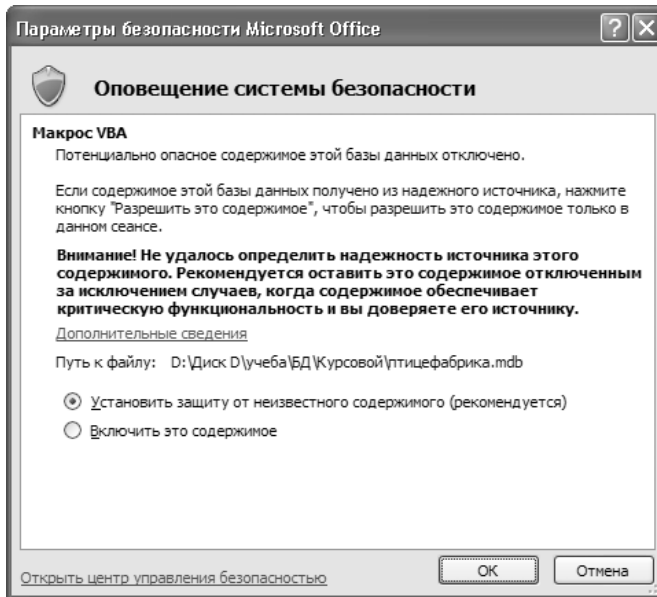 Параметры безопасности Microsoft Office
Оповещение системы безопасности
Макрос VBA
Потенциально опасное содержимое этой базы данных отключено.
Если содержимое этой базы данных получено из надежного источника, нажмите
кнопку "Разрешить это содержимое", чтобы разрешить это содержимое только в
данном сеансе.
Внимание! Не удалось определить надежность источника этого
содержимого. Рекомендуется оставить это содержимое отключенным
за исключением случаев, когда содержимое обеспечивает
критическую функциональность и вы доверяете его источнику.
Дополнительные сведения
Путь к файлу: D:\Диск D\учеба\БД\Курсовой\птицефабрика.mdb
Установить защиту от неизвестного содержимого (рекомендуется)
Включить это содержимое
Открыть центр управления безопасностью
ОК
Отмена